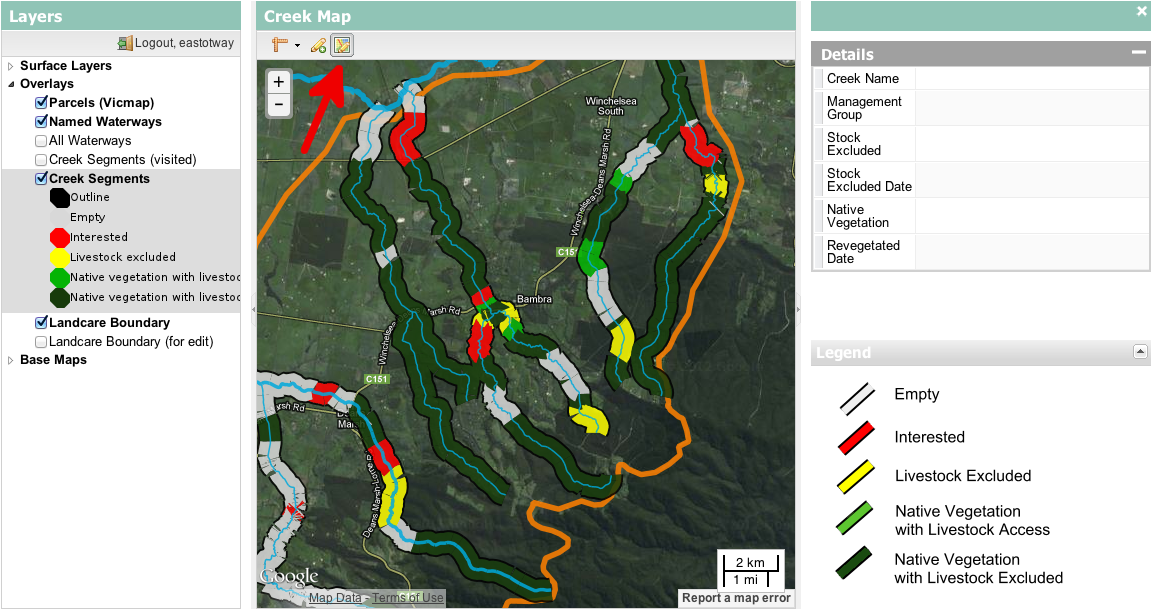 Layers
Logout, eastotway
Surface Layers
Overlays
Parcels (Vicmap)
Named Waterways
All Waterways
Creek Segments (visited)
Creek Segments
Outline
Empty
Interested
Livestock excluded
Native vegetation with livestoc
Native vegetation with livestoc
Landcare Boundary
Landcare Boundary (for edit)
Base Maps
Creek Map
+
−
Winchelsea
South
Winchelsea-Deans Marsh Rd
C151
Bambra
arsh Rd
Winchelsea
C151
arsh Rd
Mar
Deans Marsh-Lorne R
Google
Map Data - Terms of Use
2 km
1 mi
Report a map error
Details
Creek Name
Management
Group
Stock
Excluded
Stock
Excluded Date
Native
Vegetation
Revegetated
Date
Legend
Empty
Interested
Livestock Excluded
Native Vegetation
with Livestock Access
Native Vegetation
with Livestock Excluded